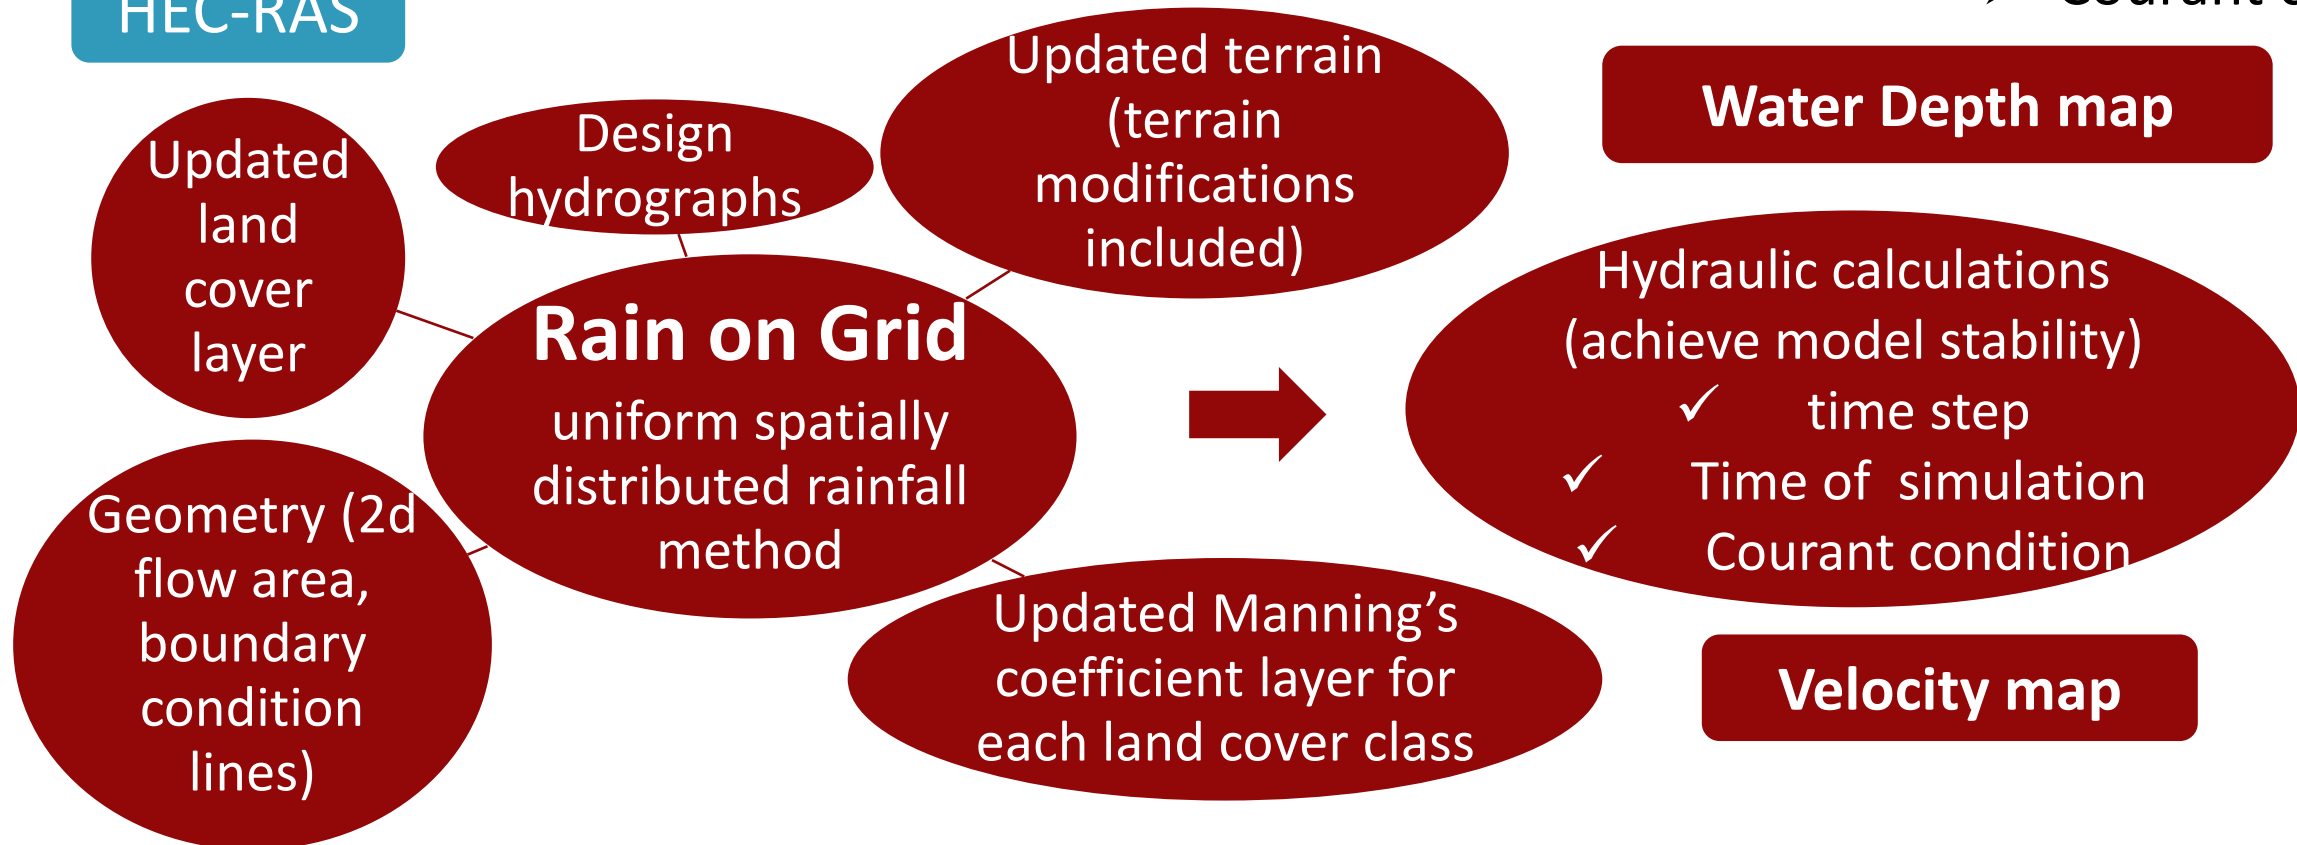 HEC-RAS
Courant
Updated terrain
(terrain
modifications
included)
Water Depth map
Design
hydrographs
Updated
land
cover
layer
Rain on Grid
uniform spatially
distributed rainfall
method
Hydraulic calculations
(achieve model stability)
✓ time step
✓ Time of  simulation
✓ Courant condition
Geometry (2d
flow area,
boundary
condition
lines)
Updated Manning’s
coefficient layer for
each land cover class
Velocity map